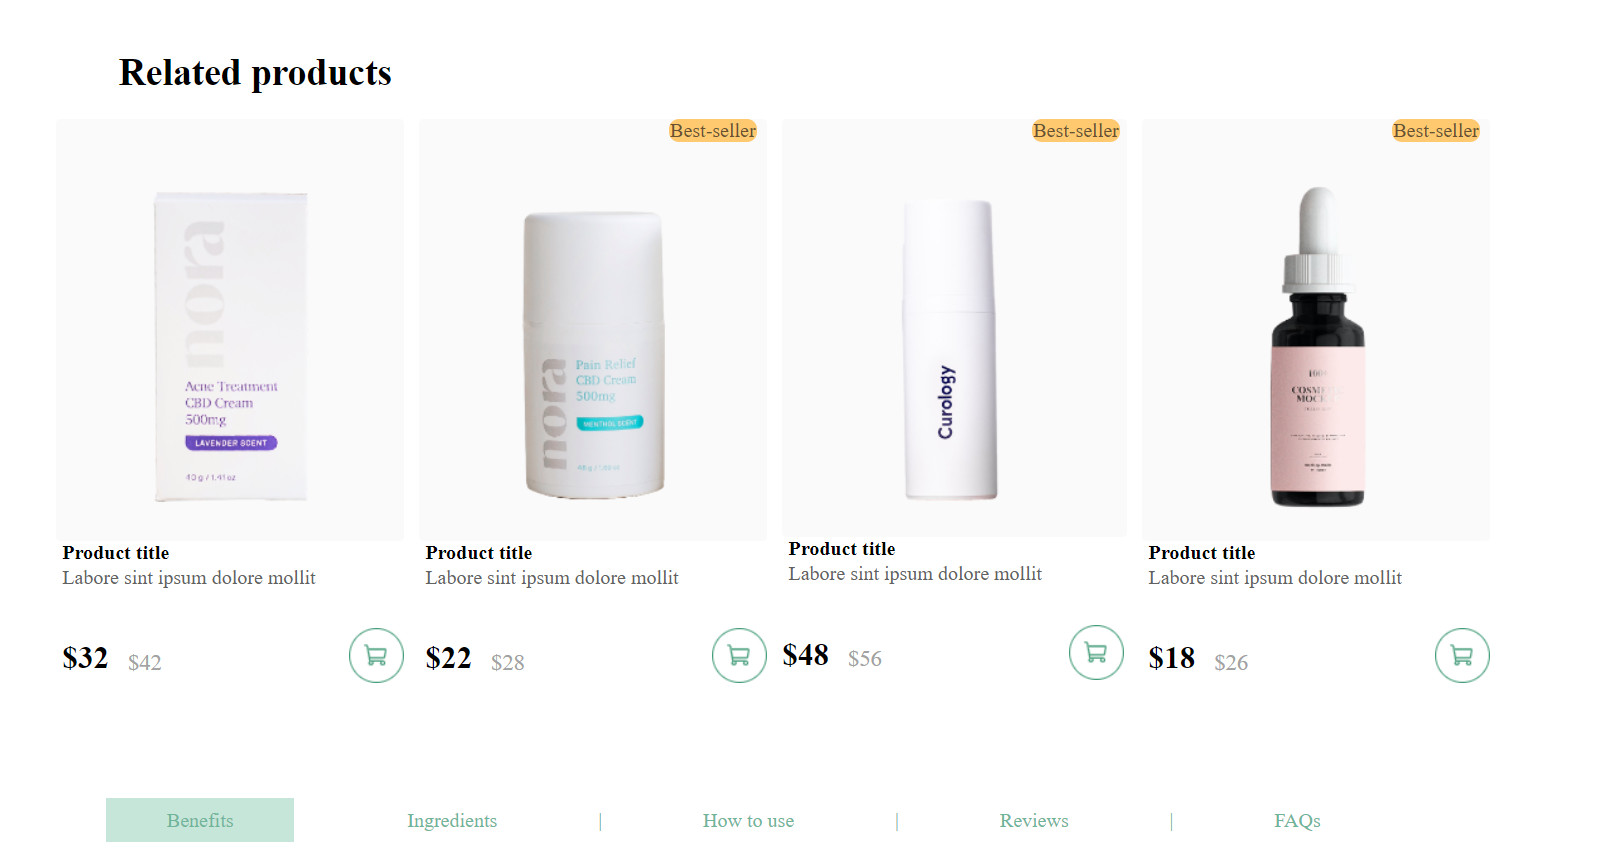 Related products
Best-seller
Best-seller
Best-seller
nora
Acne Treatment
CBD Cream
500mg
LAVENDER SCENT
40 g / 1.41 oz
nora
Pain Relief
CBD Cream
500mg
MENTHOL SCENT
Curology
Product title
Labore sint ipsum dolore mollit
$32 $42
Product title
Labore sint ipsum dolore mollit
$22 $28
Product title
Labore sint ipsum dolore mollit
$48 $56
Product title
Labore sint ipsum dolore mollit
$18 $26
Benefits Ingredients | How to use | Reviews | FAQs